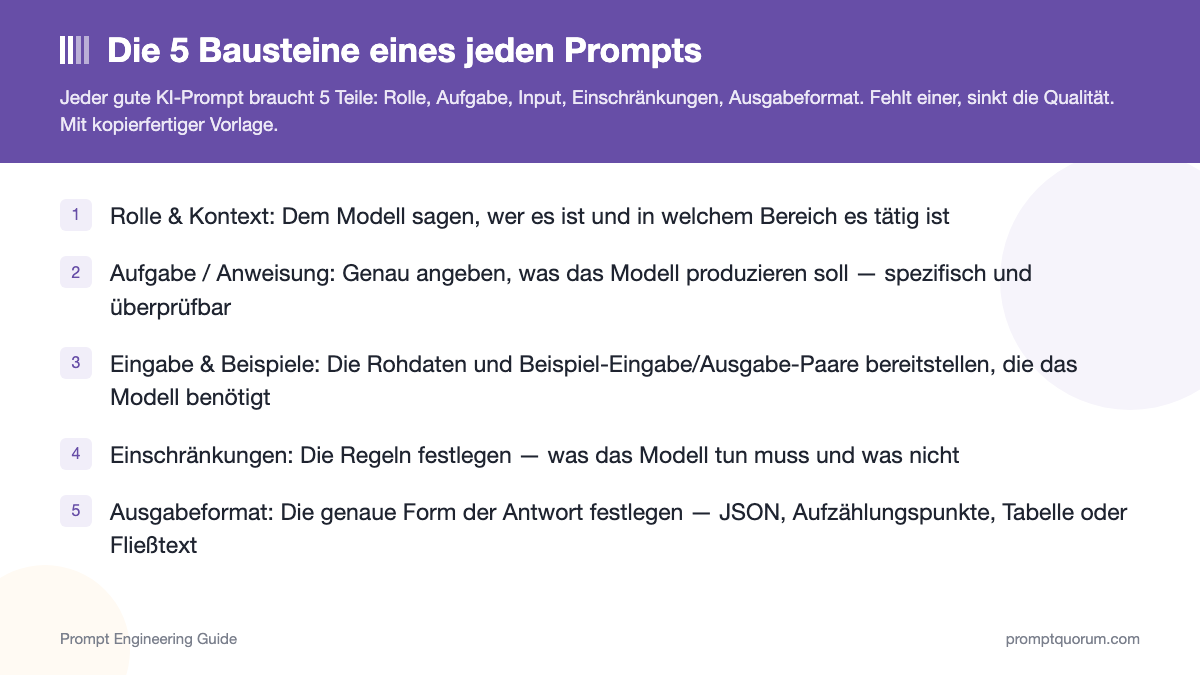 Die 5 Bausteine eines jeden Prompts
Jeder gute KI-Prompt braucht 5 Teile: Rolle, Aufgabe, Input, Einschränkungen, Ausgabeformat. Fehlt einer, sinkt die Qualität.
Mit kopierfertiger Vorlage.
1 Rolle & Kontext: Dem Modell sagen, wer es ist und in welchem Bereich es tätig ist
2 Aufgabe / Anweisung: Genau angeben, was das Modell produzieren soll — spezifisch und
überprüfbar
3 Eingabe & Beispiele: Die Rohdaten und Beispiel-Eingabe/Ausgabe-Paare bereitstellen, die das
Modell benötigt
4 Einschränkungen: Die Regeln festlegen — was das Modell tun muss und was nicht
5 Ausgabeformat: Die genaue Form der Antwort festlegen — JSON, Aufzählungspunkte, Tabelle oder
Fließtext
Prompt Engineering Guide
promptquorum.com